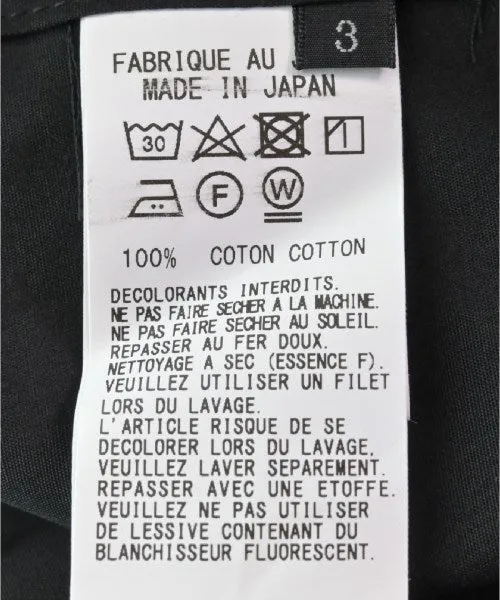 3
FABRIQUE AU
MADE IN JAPAN
30
F
W
100% COTON COTTON
DECOLORANTS INTERDITS.
NE PAS FAIRE SECHER A LA MACHINE.
NE PAS FAIRE SECHER AU SOLEIL.
REPASSER AU FER DOUX.
NETTOYAGE A SEC (ESSENCE F).
VEUILLEZ UTILISER UN FILET
LORS DU LAVAGE.
L'ARTICLE RISQUE DE SE
DECOLORER LORS DU LAVAGE.
VEUILLEZ LAVER SEPAREMENT.
REPASSER AVEC UNE ETOFFE.
VEUILLEZ NE PAS UTILISER
DE LESSIVE CONTENANT DU
BLANCHISSEUR FLUORESCENT.